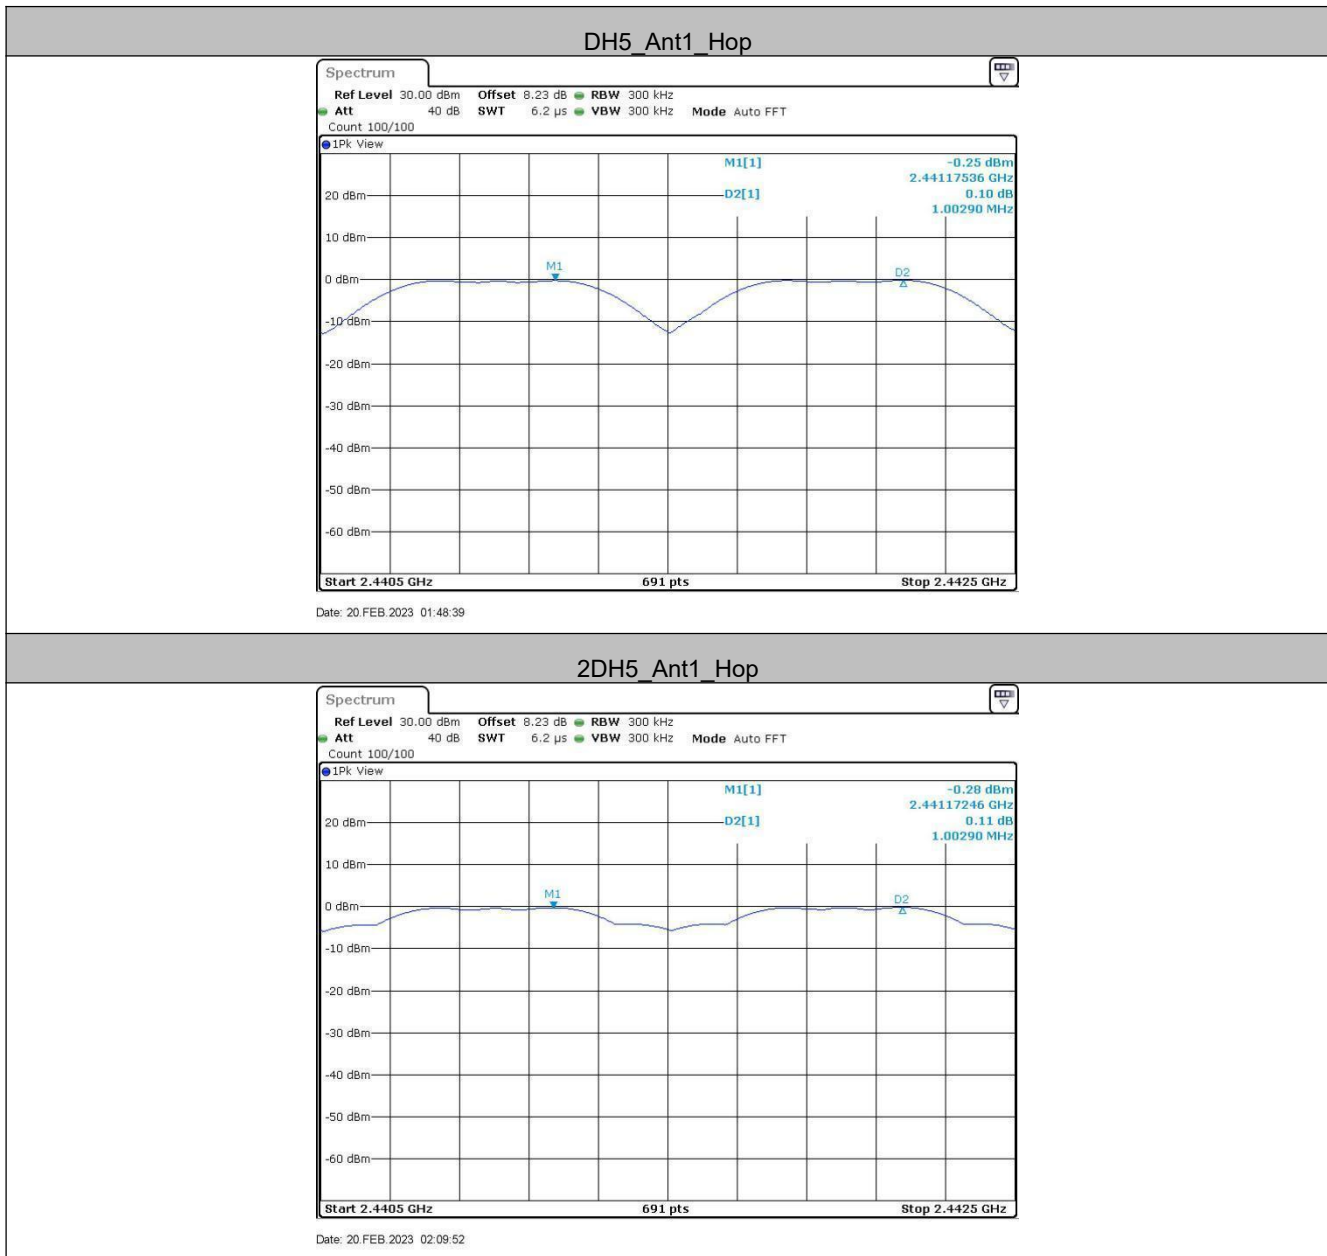 DH5_Ant1_Hop
Spectrum
Ref Level 30.00 dBm Offset 8.23 dB RBW 300 kHz
Att 40 dB SWT 6.2 µs VBW 300 kHz Mode Auto FFT
Count 100/100
1Pk View
M1[1] -0.25 dBm
2.44117536 GHz
20 dBm D2[1] 0.10 dB
1.00290 MHz
10 dBm
M1
D2
0 dBm
-10 dBm
-20 dBm
-30 dBm
-40 dBm
-50 dBm
-60 dBm
Start 2.4405 GHz 691 pts Stop 2.4425 GHz
Date: 20.FEB.2023 01:48:39
2DH5_Ant1_Hop
Spectrum
Ref Level 30.00 dBm Offset 8.23 dB RBW 300 kHz
Att 40 dB SWT 6.2 µs VBW 300 kHz Mode Auto FFT
Count 100/100
1Pk View
M1[1] -0.28 dBm
2.44117246 GHz
20 dBm D2[1] 0.11 dB
1.00290 MHz
10 dBm
M1
D2
0 dBm
-10 dBm
-20 dBm
-30 dBm
-40 dBm
-50 dBm
-60 dBm
Start 2.4405 GHz 691 pts Stop 2.4425 GHz
Date: 20.FEB.2023 02:09:52